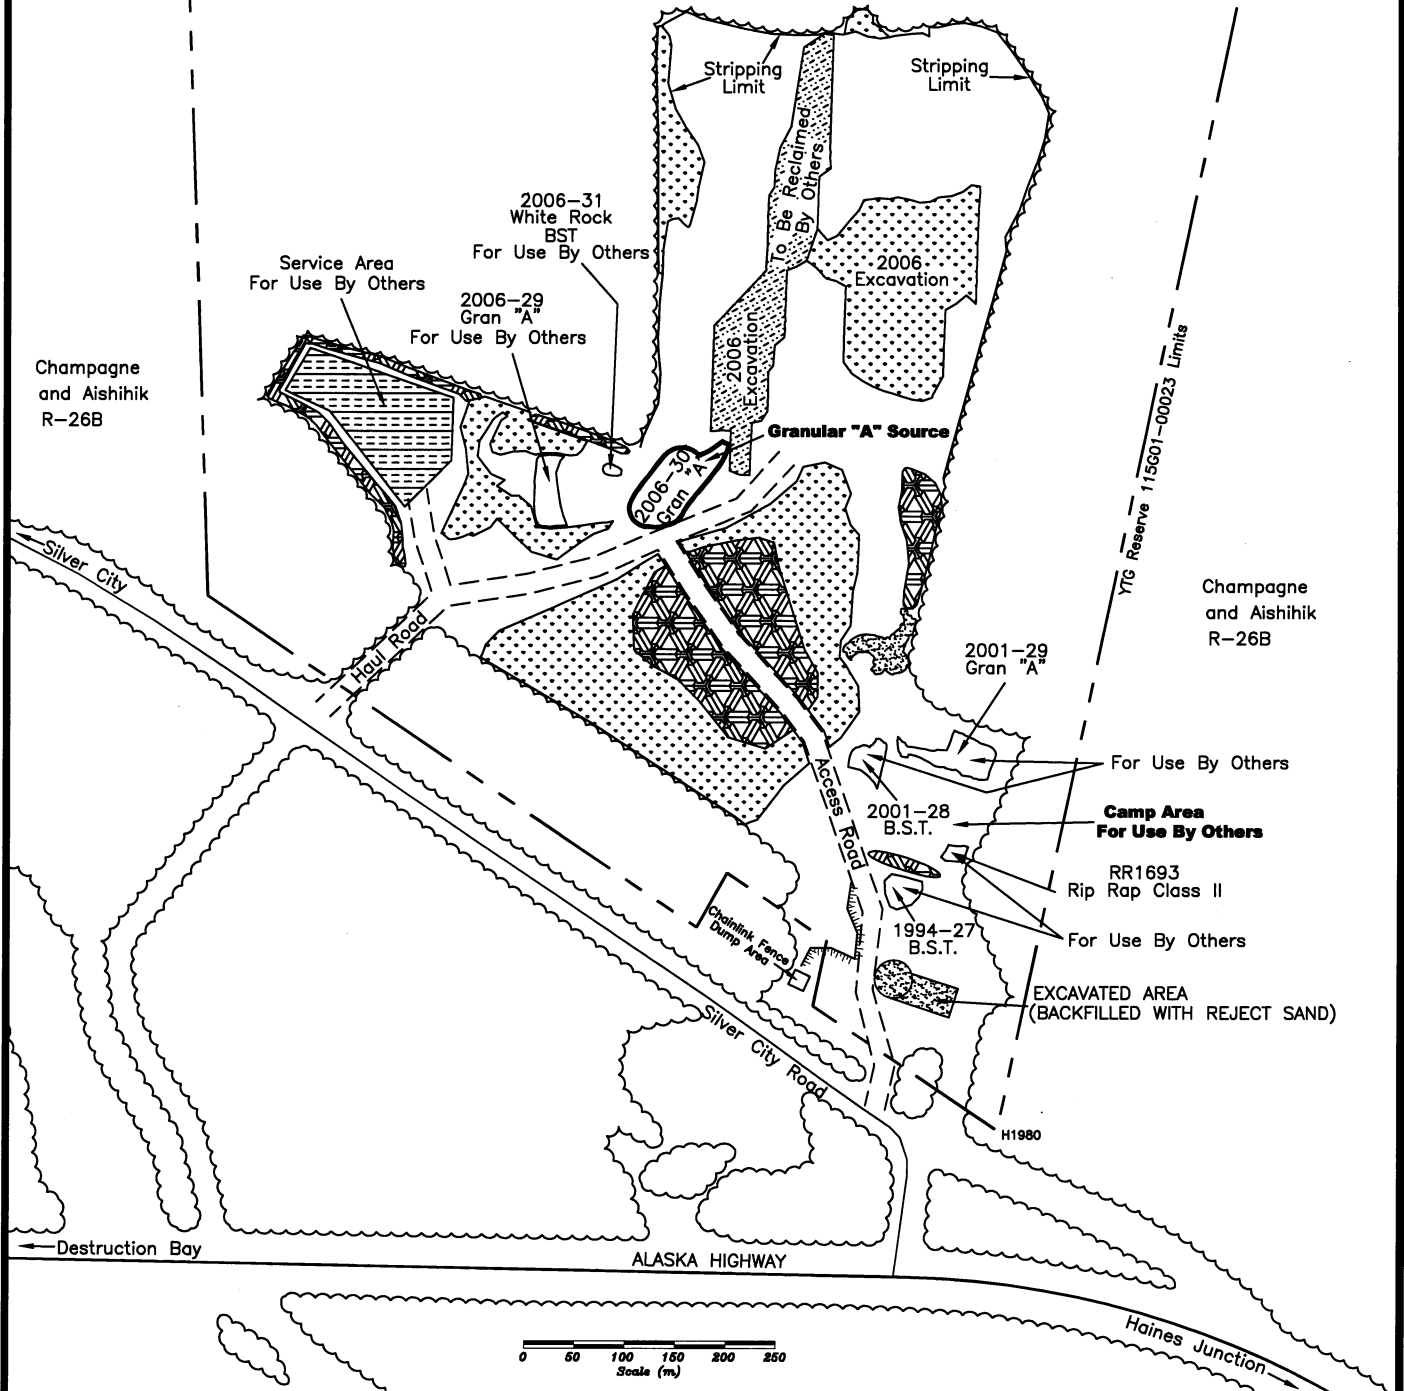 Stripping
Limit
Stripping
Limit
To Be Reclaimed
By Others
2006-31
White Rock
BST
For Use By Others
Service Area
For Use By Others
2006-29
Gran "A"
For Use By Others
2006
Excavation
2006
Excavation
YTG Reserve 115G01-00023 Limits
Champagne
and Aishihik
R-26B
Granular "A" Source
2006-30
Gran "A"
Silver City
Haul Road
Champagne
and Aishihik
R-26B
2001-29
Gran "A"
For Use By Others
Access Road
2001-28
B.S.T.
Camp Area
For Use By Others
RR1693
Rip Rap Class II
1994-27
B.S.T.
For Use By Others
Chainlink Fence
Dump Area
EXCAVATED AREA
(BACKFILLED WITH REJECT SAND)
Silver City Road
H1980
Destruction Bay
ALASKA HIGHWAY
Haines Junction
0 50 100 150 200 250
Scale (m)